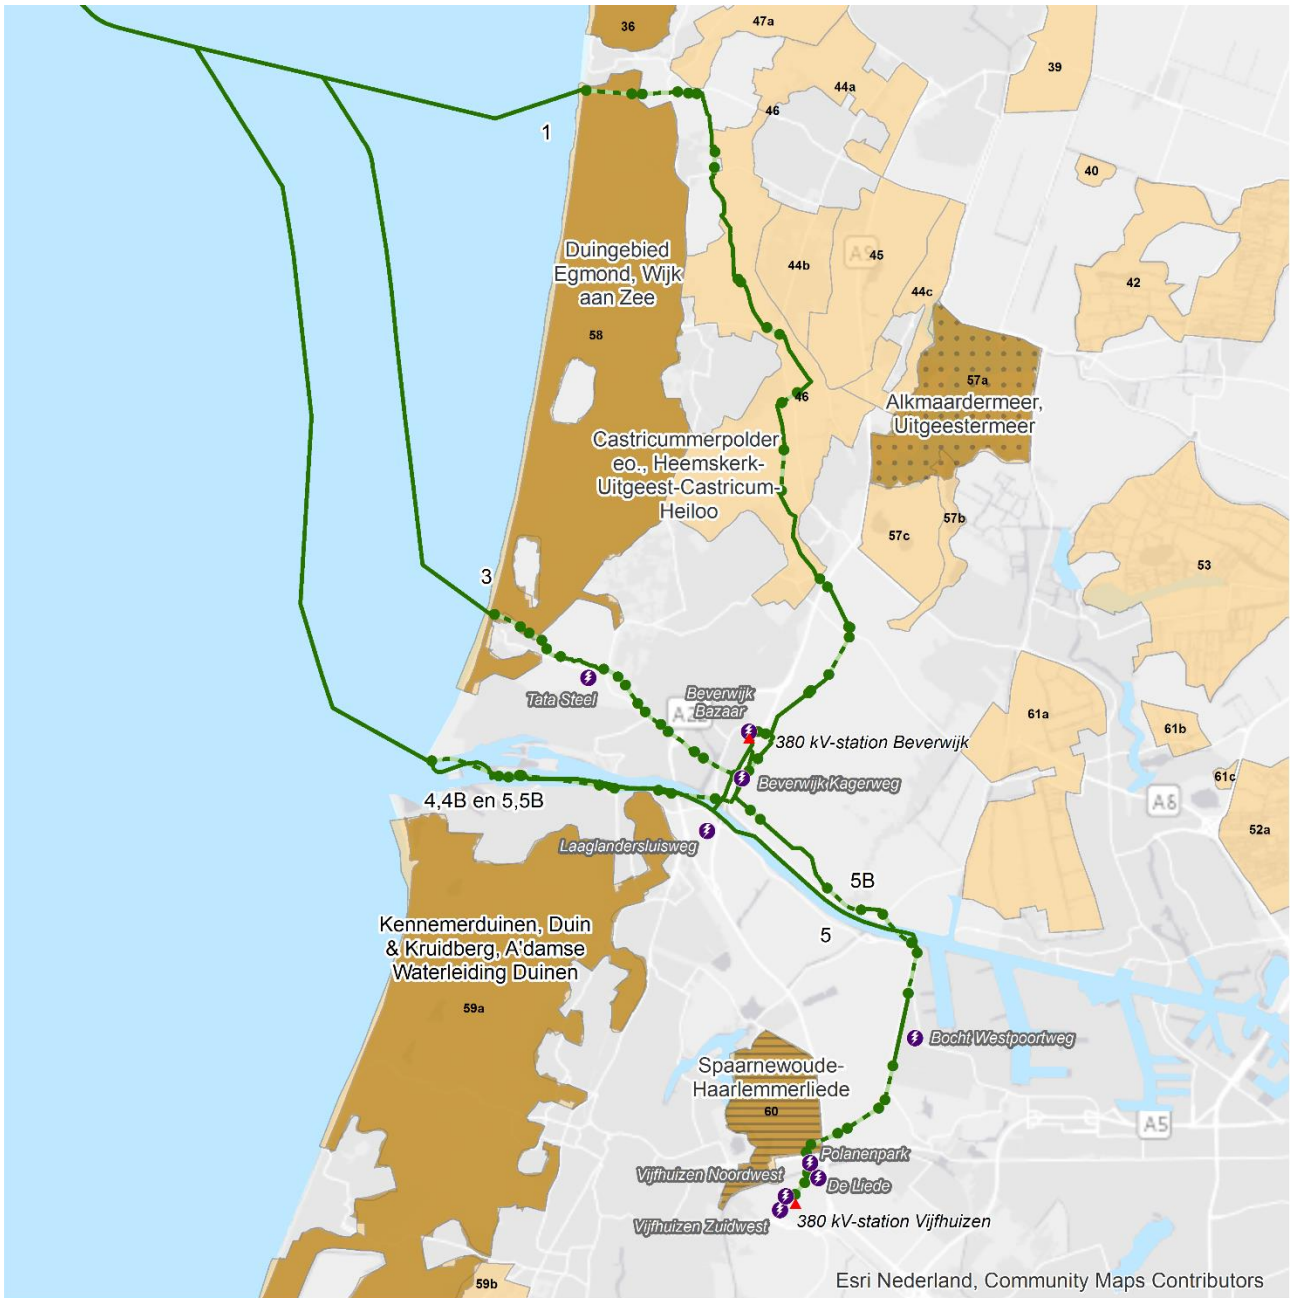 36
47a
39
44a
46
1
40
Duingebied
Egmond, Wijk
aan Zee
44b
A9
45
44c
42
58
57a
Alkmaardermeer,
Uitgeestermeer
46
Castricummerpolder
eo., Heemskerk-
Uitgeest-Castricum-
Heiloo
57b
57c
53
3
Tata Steel
Beverwijk
Bazaar
A22
61a
61b
380 kV-station Beverwijk
61c
Beverwijk Kagerweg
4,4B en 5,5B
A8
52a
Laaglandersluisweg
5B
5
Kennemerduinen, Duin
& Kruidberg, A'damse
Waterleiding Duinen
59a
Bocht Westpoortweg
Spaarnewoude-
Haarlemmerliede
60
A5
Polanenpark
Vijfhuizen Noordwest
De Liede
Vijfhuizen Zuidwest
380 kV-station Vijfhuizen
59b
Esri Nederland, Community Maps Contributors